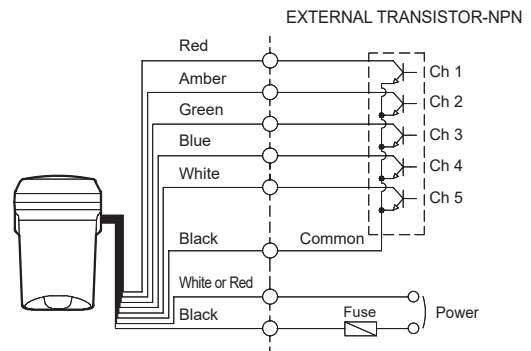 EXTERNAL TRANSISTOR-NPN
Red
Ch 1
Amber
Ch 2
Green
Ch 3
Blue
Ch 4
White
Ch 5
Black
Common
White or Red
Black
Fuse
Power